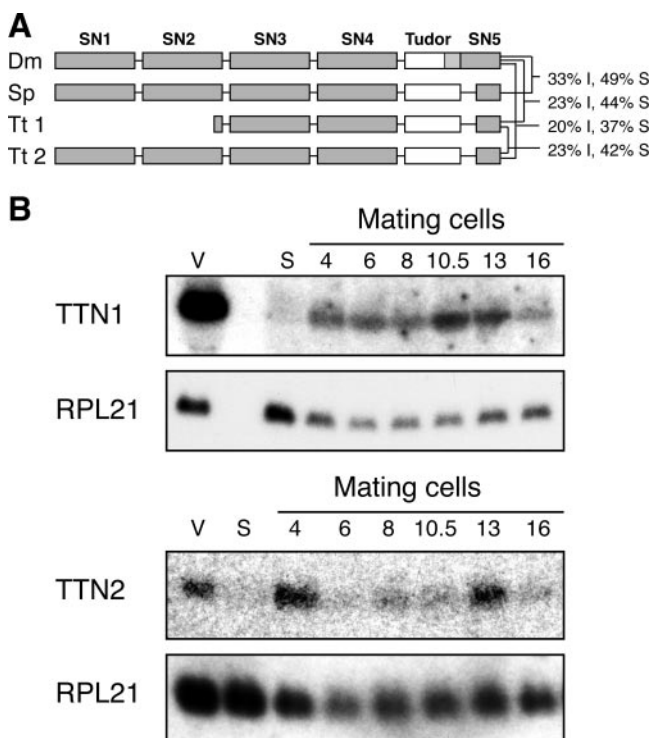 A
SN1 SN2 SN3 SN4 Tudor SN5
Dm
33% I, 49% S
Sp
23% I, 44% S
Tt 1
20% I, 37% S
Tt 2
23% I, 42% S
B
Mating cells
V S 4 6 8 10.5 13 16
TTN1
RPL21
Mating cells
V S 4 6 8 10.5 13 16
TTN2
RPL21